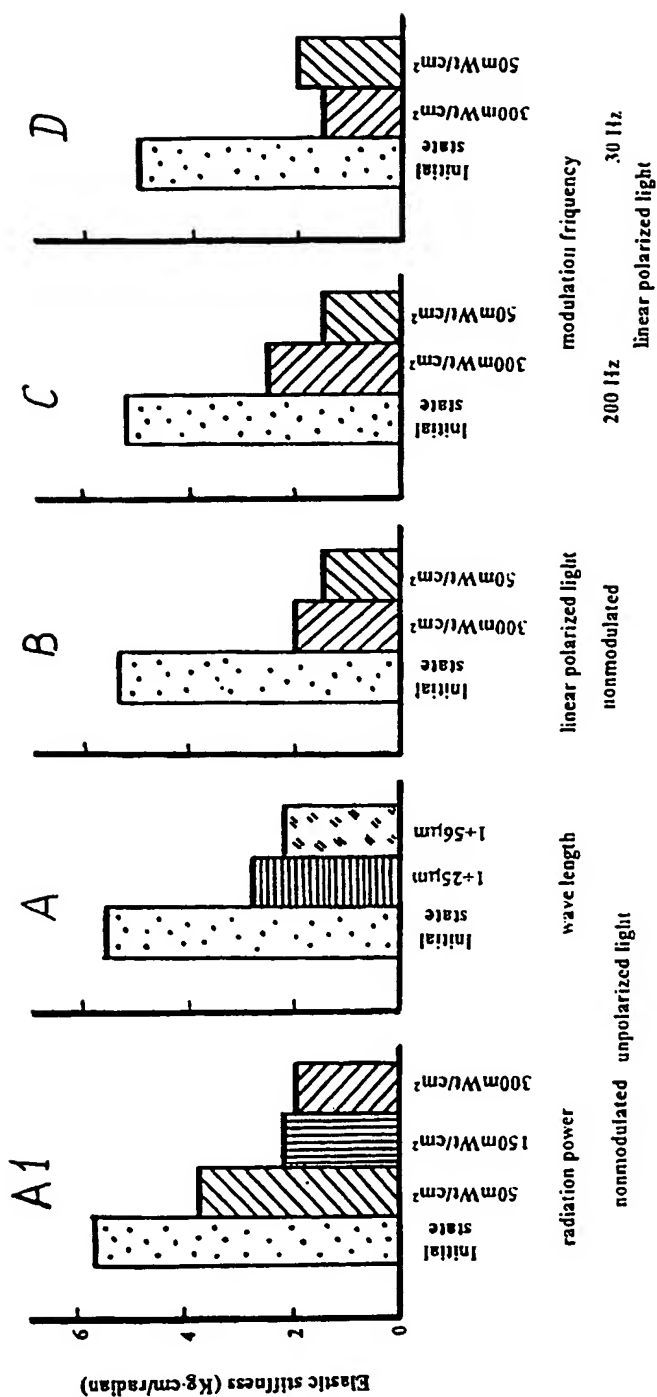 A1
A
B
C
D
Elastic stiffness (Kg·cm/radian)
6
4
2
0
Initial
state
50mWt/cm²
150mWt/cm²
300mWt/cm²
Initial
state
1÷25µm
1÷56µm
Initial
state
300mWt/cm²
50mWt/cm²
Initial
state
300mWt/cm²
50mWt/cm²
Initial
state
300mWt/cm²
50mWt/cm²
radiation power
wave length
nonmodulated unpolarized light
linear polarized light
nonmodulated
modulation friquency
200 Hz
30 Hz
linear polarized light